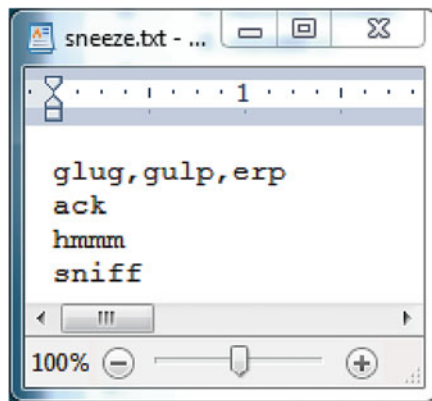 sneeze.txt - ...
1
glug,gulp,erp
ack
hmmm
sniff
100%